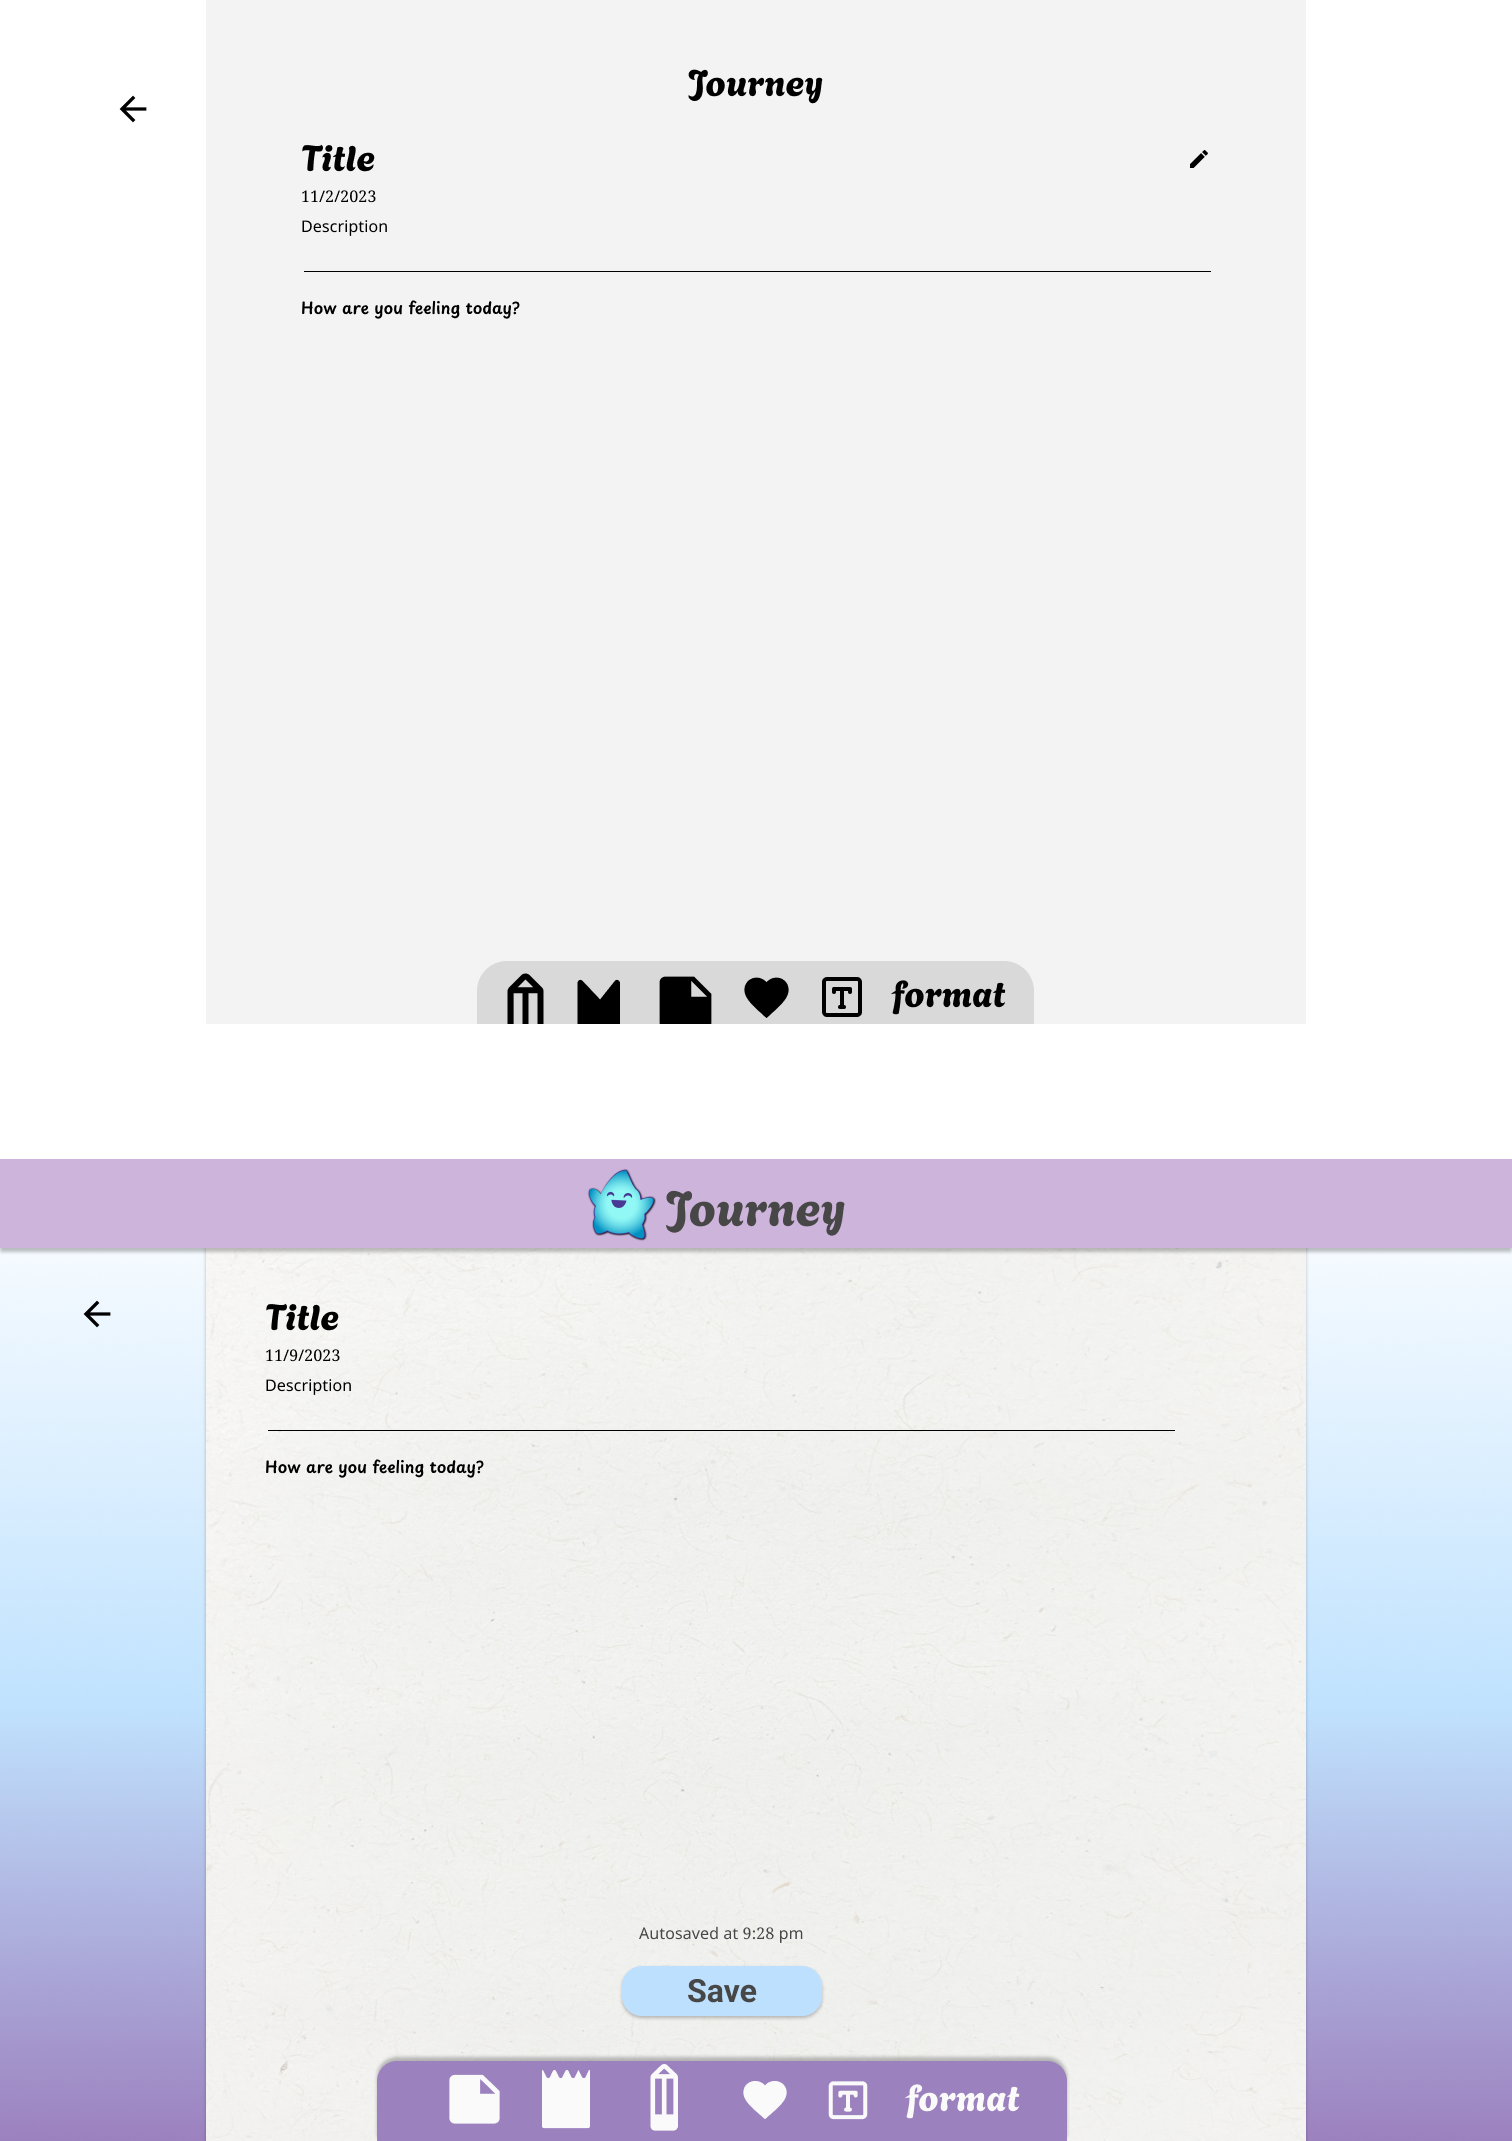 Journey
Title
11/2/2023
Description
How are you feeling today?
T format
Journey
Title
11/9/2023
Description
How are you feeling today?
Autosaved at 9:28 pm
Save
T format